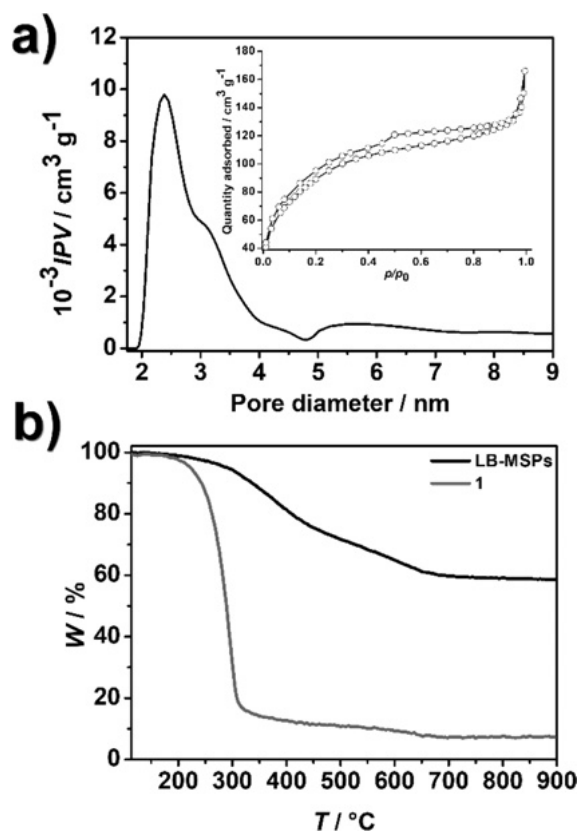 a)
12
10
8
6
4
2
0
10⁻³IPV / cm³ g⁻¹
2 3 4 5 6 7 8 9
Pore diameter / nm
180
160
140
120
100
80
60
40
Quantity adsorbed / cm³ g⁻¹
0.0 0.2 0.4 0.6 0.8 1.0
p/p₀
b)
100
80
60
40
20
0
W / %
LB-MSPs
1
200 300 400 500 600 700 800 900
T / °C